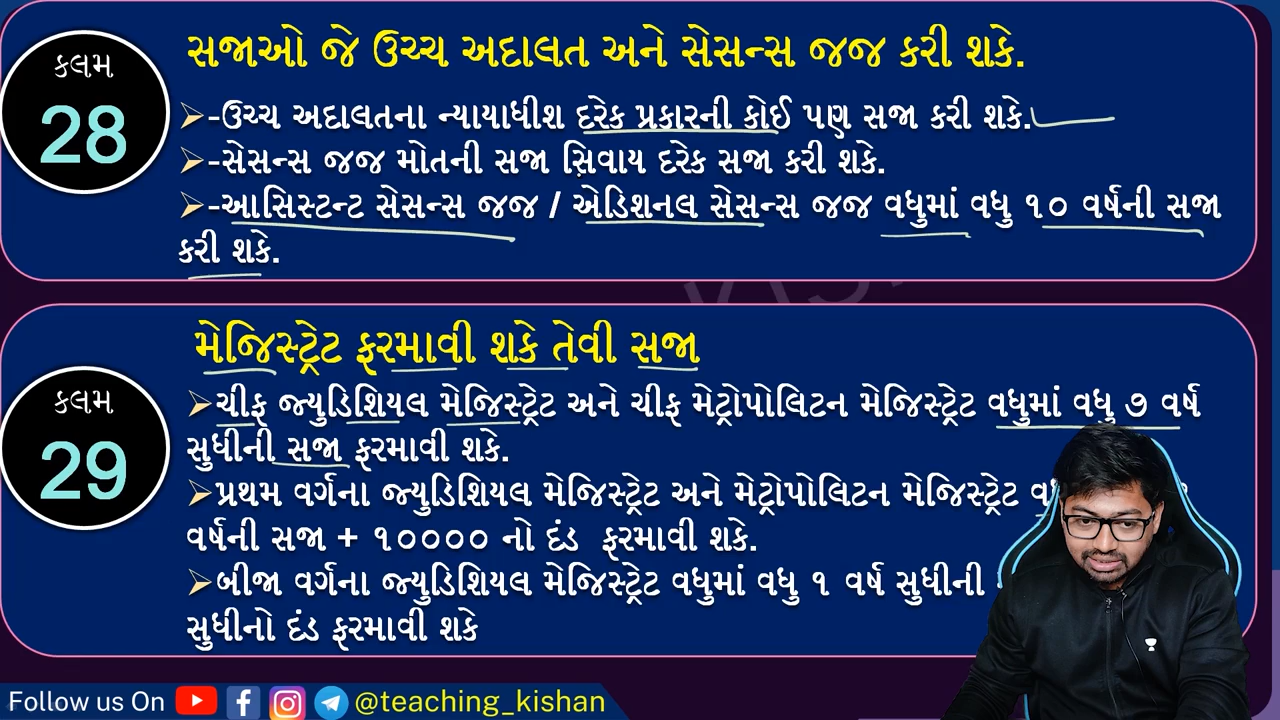 કલમ
28
સજાઓ જે ઉચ્ચ અદાલત અને સેસન્સ જજ કરી શકે.
➢-ઉચ્ચ અદાલતના ન્યાયાધીશ દરેક પ્રકારની કોઈ પણ સજા કરી શકે.
➢-સેસન્સ જજ મોતની સજા સિવાય દરેક સજા કરી શકે.
➢-આસિસ્ટન્ટ સેસન્સ જજ / એડિશનલ સેસન્સ જજ વધુમાં વધુ ૧૦ વર્ષની સજા
કરી શકે.
કલમ
29
મેજિસ્ટ્રેટ ફરમાવી શકે તેવી સજા
➢ચીફ જ્યુડિશિયલ મેજિસ્ટ્રેટ અને ચીફ મેટ્રોપોલિટન મેજિસ્ટ્રેટ વધુમાં વધુ ૭ વર્ષ
સુધીની સજા ફરમાવી શકે.
➢પ્રથમ વર્ગના જ્યુડિશિયલ મેજિસ્ટ્રેટ અને મેટ્રોપોલિટન મેજિસ્ટ્રેટ
વર્ષની સજા + ૧૦૦૦૦ નો દંડ ફરમાવી શકે.
➢બીજા વર્ગના જ્યુડિશિયલ મેજિસ્ટ્રેટ વધુમાં વધુ ૧ વર્ષ સુધીની
સુધીનો દંડ ફરમાવી શકે
Follow us On @teaching_kishan